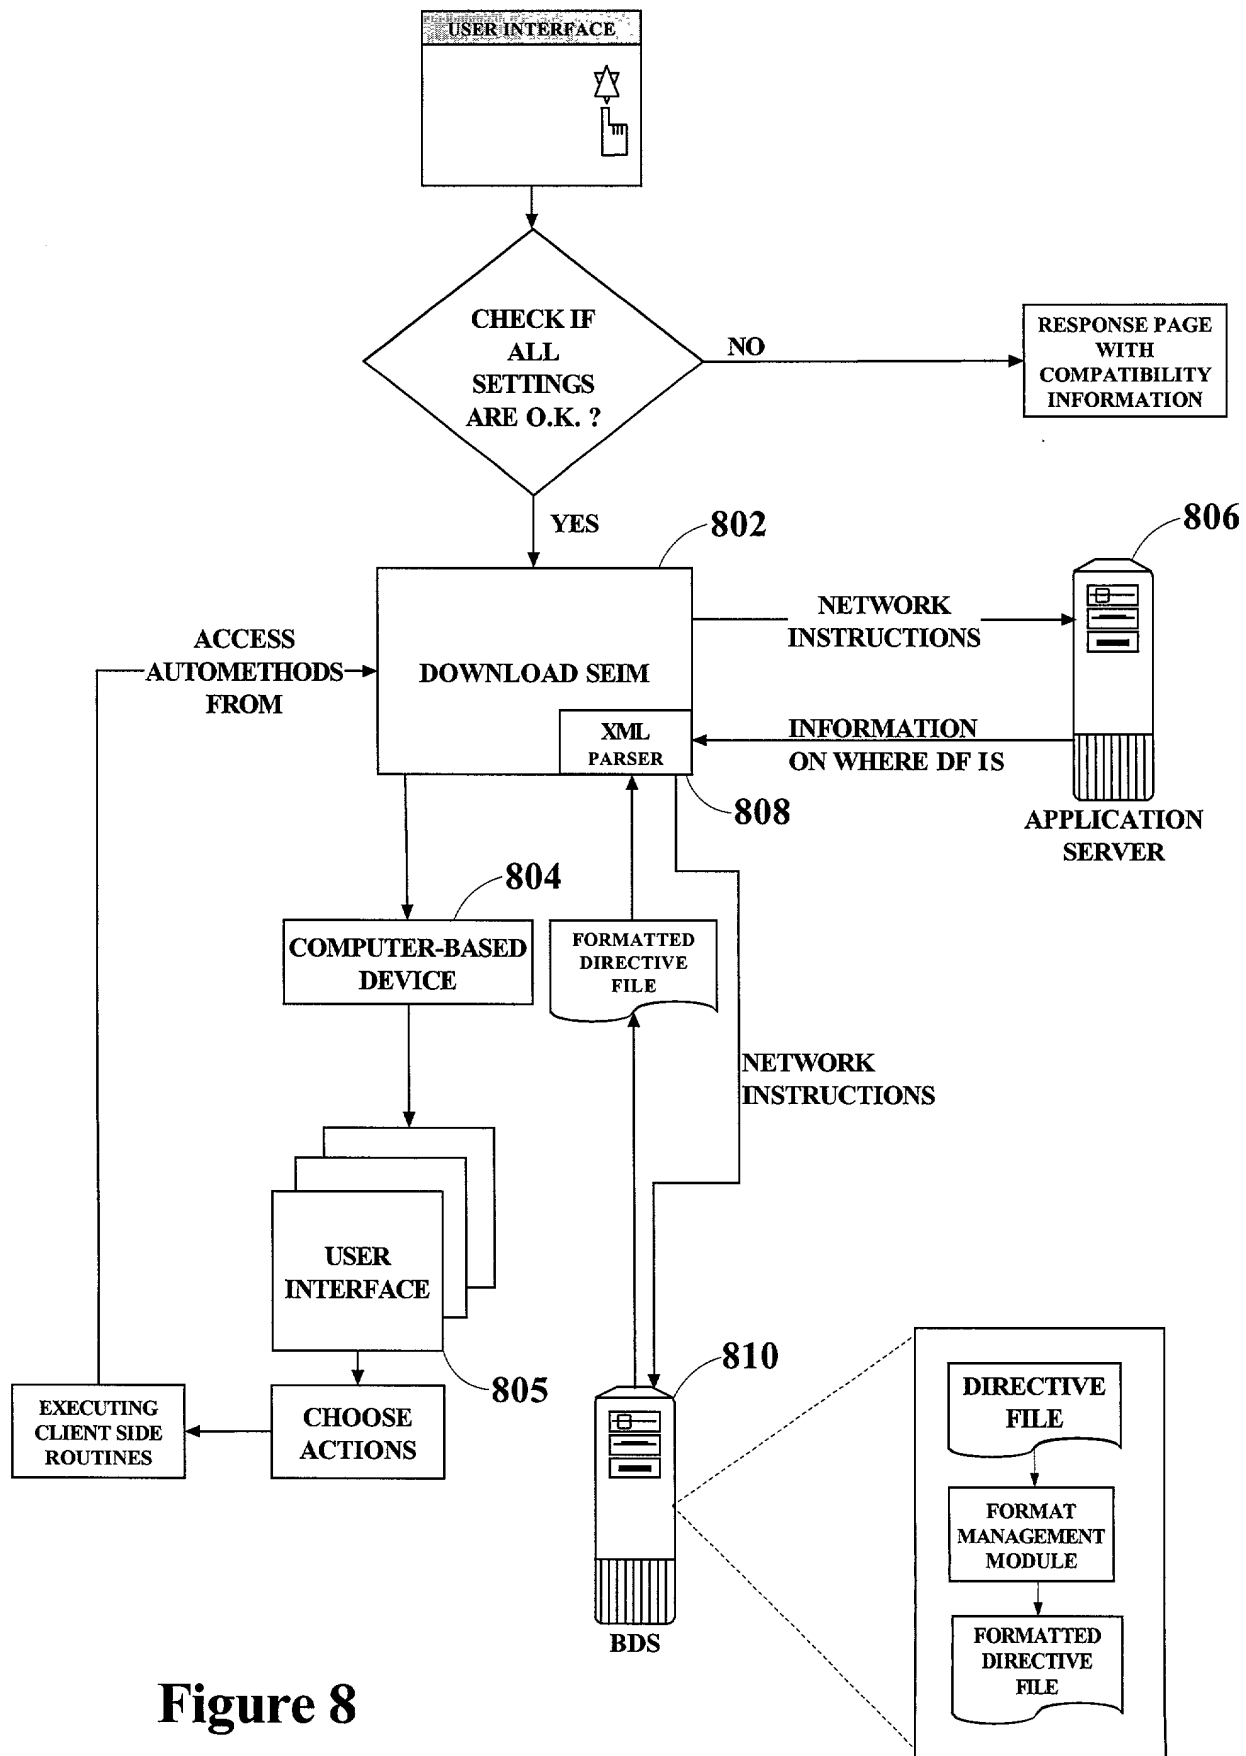 USER INTERFACE
CHECK IF
ALL
SETTINGS
ARE O.K. ?
NO
RESPONSE PAGE
WITH
COMPATIBILITY
INFORMATION
YES
802
806
ACCESS
AUTOMETHODS
FROM
DOWNLOAD SEIM
NETWORK
INSTRUCTIONS
XML
PARSER
INFORMATION
ON WHERE DF IS
808
APPLICATION
SERVER
804
COMPUTER-BASED
DEVICE
FORMATTED
DIRECTIVE
FILE
NETWORK
INSTRUCTIONS
USER
INTERFACE
805
810
EXECUTING
CLIENT SIDE
ROUTINES
CHOOSE
ACTIONS
BDS
DIRECTIVE
FILE
FORMAT
MANAGEMENT
MODULE
FORMATTED
DIRECTIVE
FILE
Figure 8